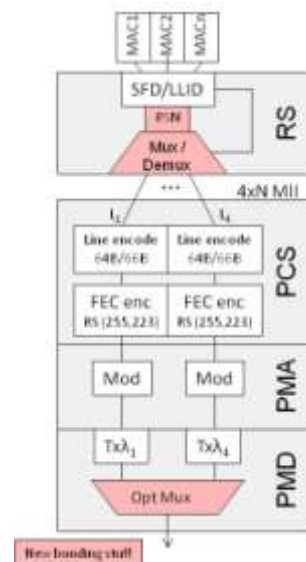 MAC1 MAC2 MACn
SFD/LLID
PSN
Mux /
Demux
RS
...
4xN MII
Line encode
64B/66B
Line encode
64B/66B
FEC enc
RS (255,223)
FEC enc
RS (255,223)
PCS
Mod Mod
PMA
Txλ1 Txλ4
PMD
Opt Mux
New bonding stuff